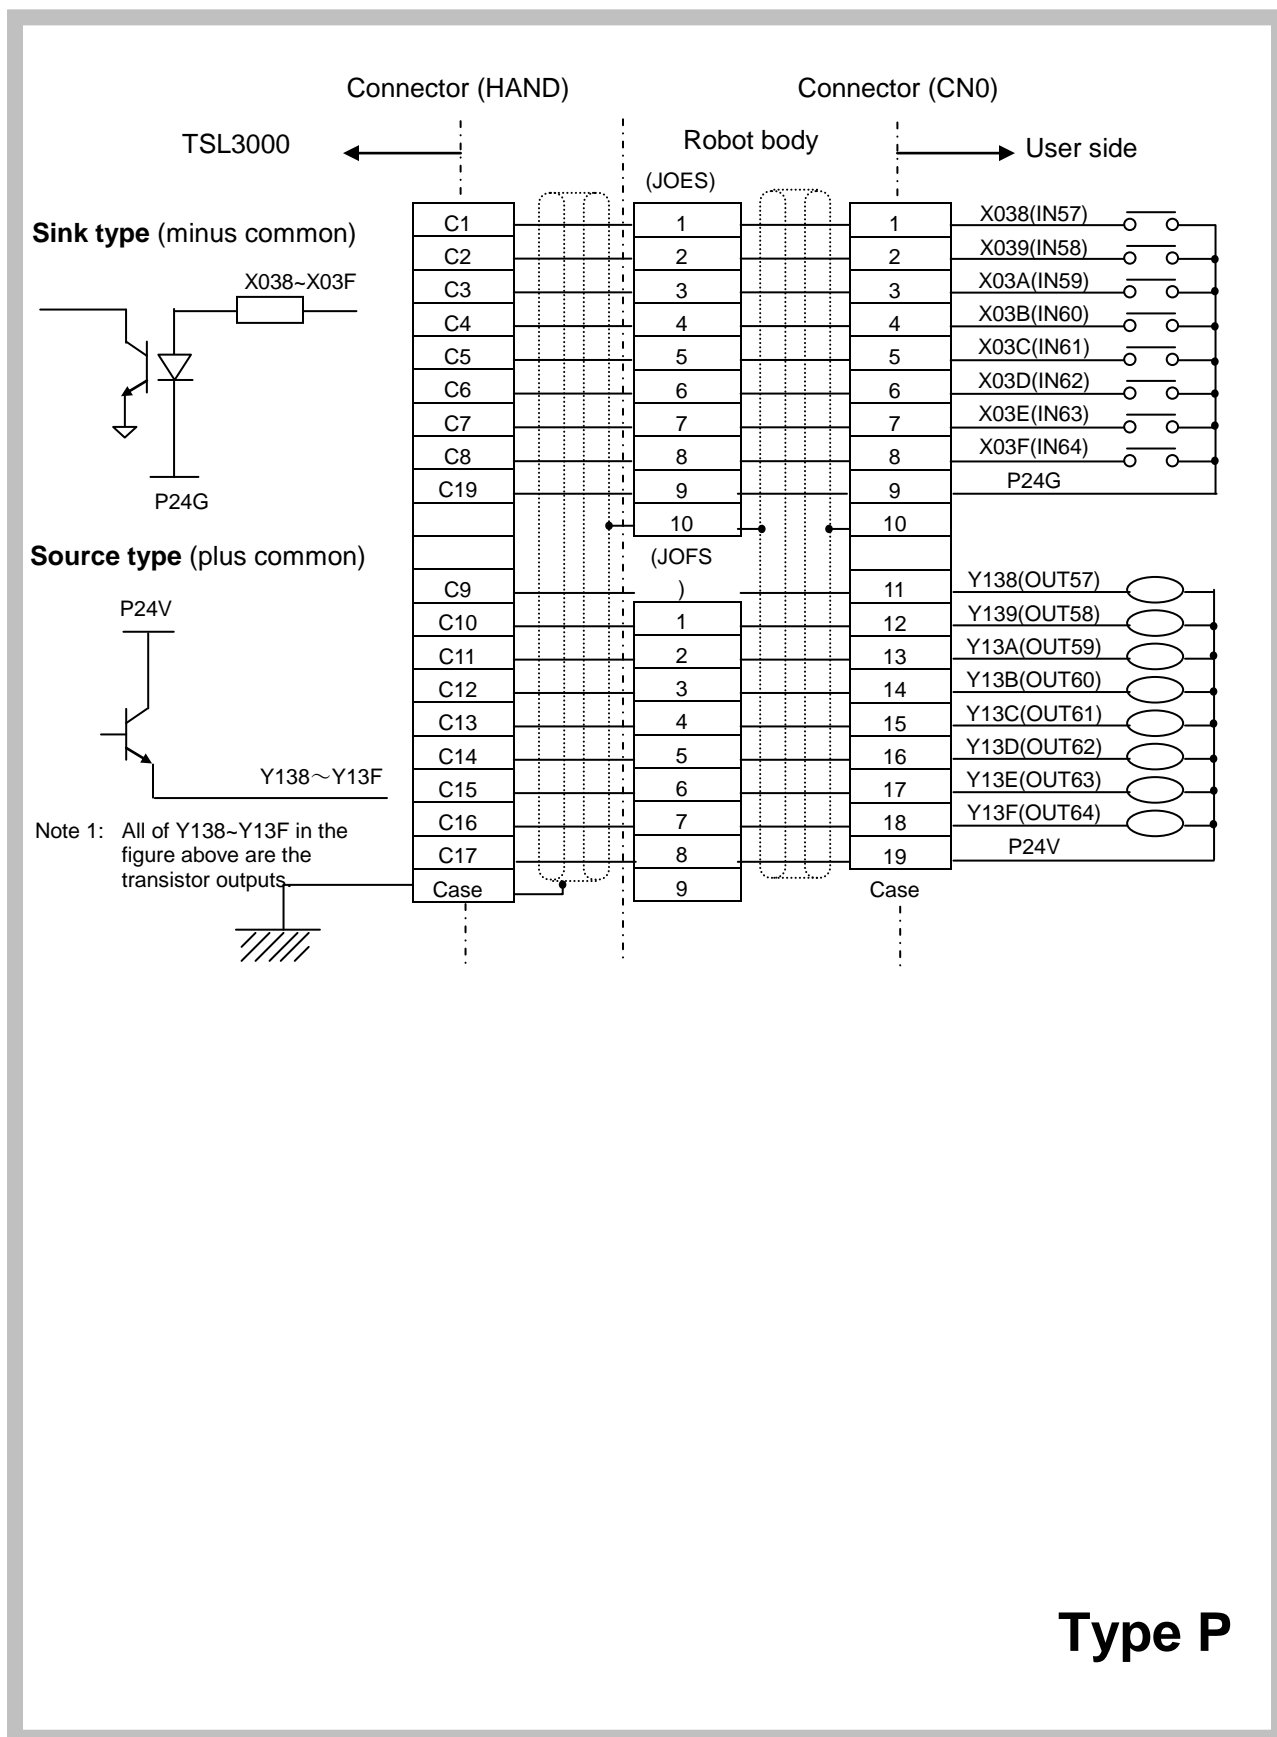 Connector (HAND)
Connector (CN0)
TSL3000
Robot body
User side
(JOES)
Sink type (minus common)
X038~X03F
P24G
Source type (plus common)
P24V
Y138～Y13F
Note 1: All of Y138~Y13F in the
figure above are the
transistor outputs.
C1 1 1 X038(IN57)
C2 2 2 X039(IN58)
C3 3 3 X03A(IN59)
C4 4 4 X03B(IN60)
C5 5 5 X03C(IN61)
C6 6 6 X03D(IN62)
C7 7 7 X03E(IN63)
C8 8 8 X03F(IN64)
C19 9 9 P24G
10 10
(JOFS
)
C9 11 Y138(OUT57)
C10 1 12 Y139(OUT58)
C11 2 13 Y13A(OUT59)
C12 3 14 Y13B(OUT60)
C13 4 15 Y13C(OUT61)
C14 5 16 Y13D(OUT62)
C15 6 17 Y13E(OUT63)
C16 7 18 Y13F(OUT64)
C17 8 19 P24V
Case 9 Case
Type P